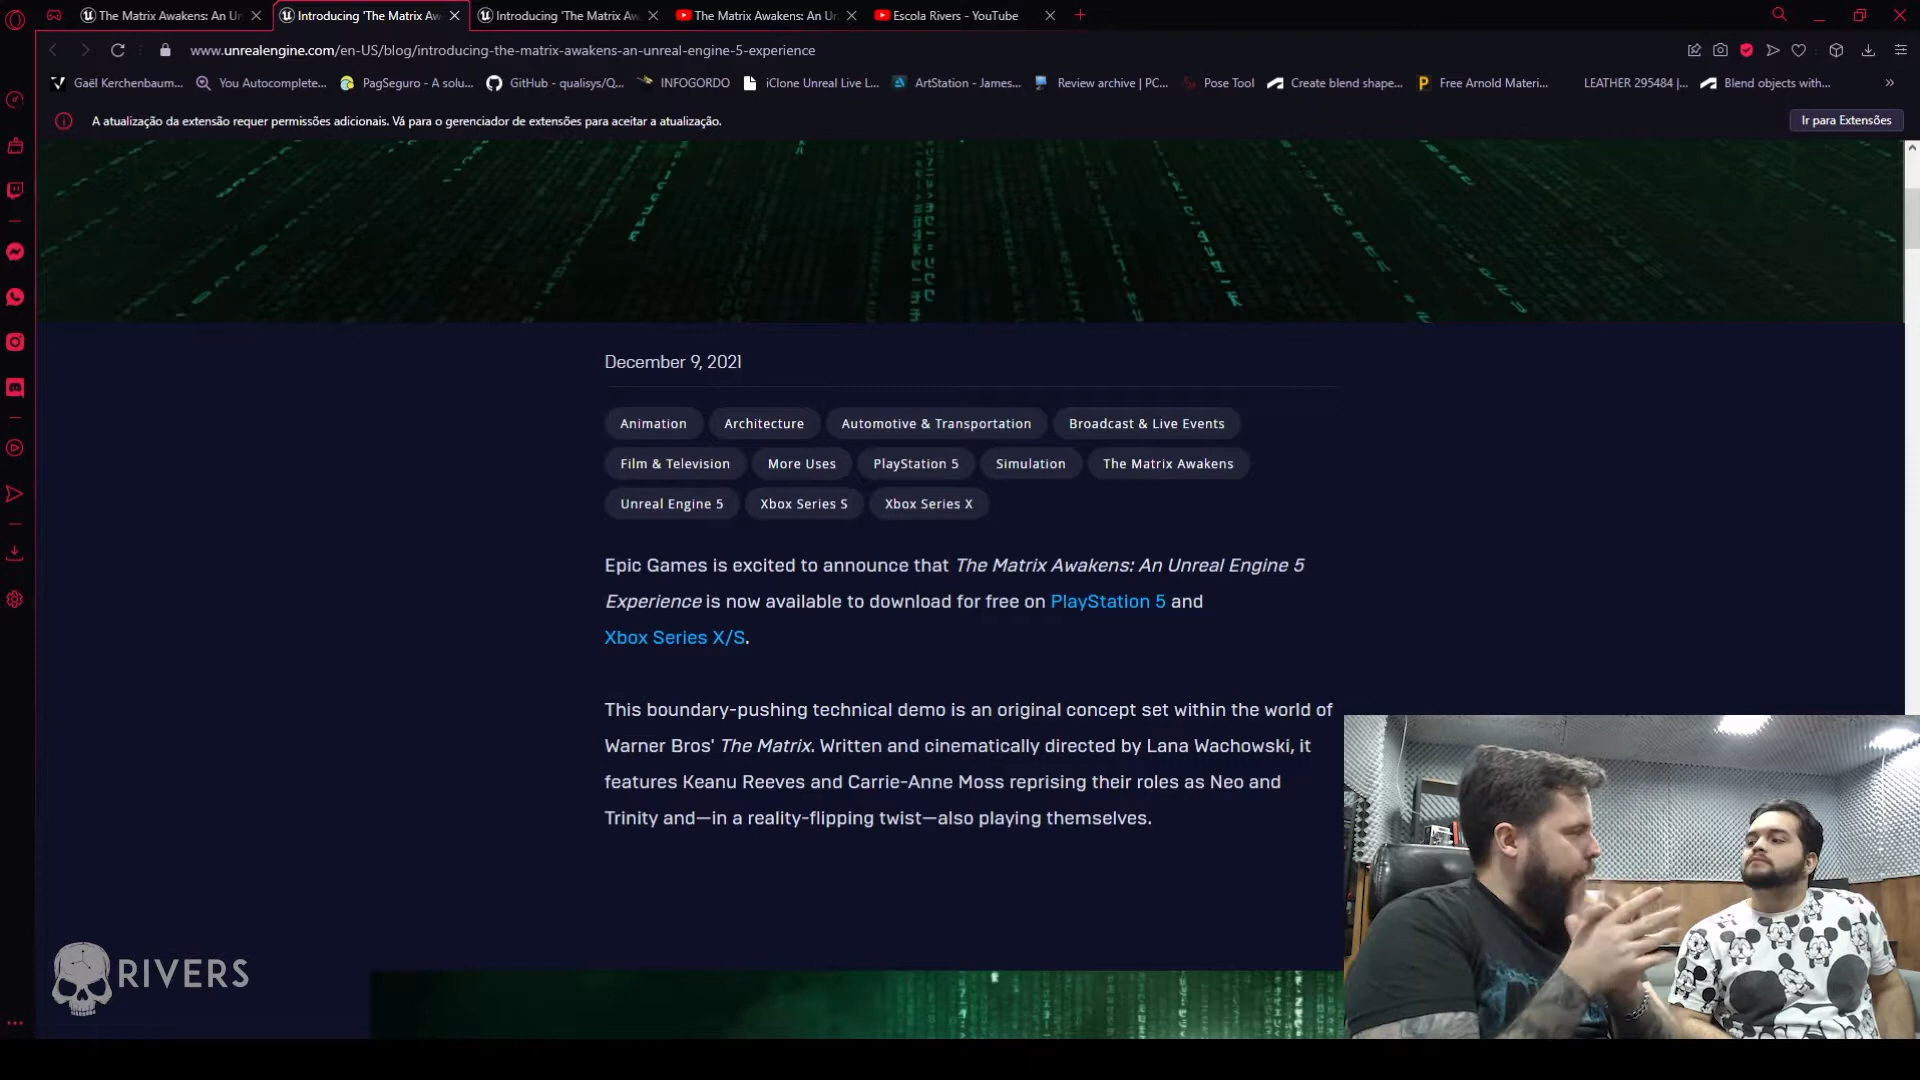 The Matrix Awakens: An Un
Introducing 'The Matrix Aw
Introducing 'The Matrix Aw
The Matrix Awakens: An Un
Escola Rivers - YouTube
www.unrealengine.com/en-US/blog/introducing-the-matrix-awakens-an-unreal-engine-5-experience
Gaël Kerchenbaum...
You Autocomplete...
PagSeguro - A solu...
GitHub - qualisys/Q...
INFOGORDO
iClone Unreal Live L...
ArtStation - James...
Review archive | PC...
Pose Tool
Create blend shape...
Free Arnold Materi...
LEATHER 295484 |...
Blend objects with...
A atualização da extensão requer permissões adicionais. Vá para o gerenciador de extensões para aceitar a atualização.
Ir para Extensões
December 9, 2021
Animation
Architecture
Automotive & Transportation
Broadcast & Live Events
Film & Television
More Uses
PlayStation 5
Simulation
The Matrix Awakens
Unreal Engine 5
Xbox Series S
Xbox Series X
Epic Games is excited to announce that The Matrix Awakens: An Unreal Engine 5
Experience is now available to download for free on PlayStation 5 and
Xbox Series X/S.
This boundary-pushing technical demo is an original concept set within the world of
Warner Bros' The Matrix. Written and cinematically directed by Lana Wachowski, it
features Keanu Reeves and Carrie-Anne Moss reprising their roles as Neo and
Trinity and—in a reality-flipping twist—also playing themselves.
RIVERS